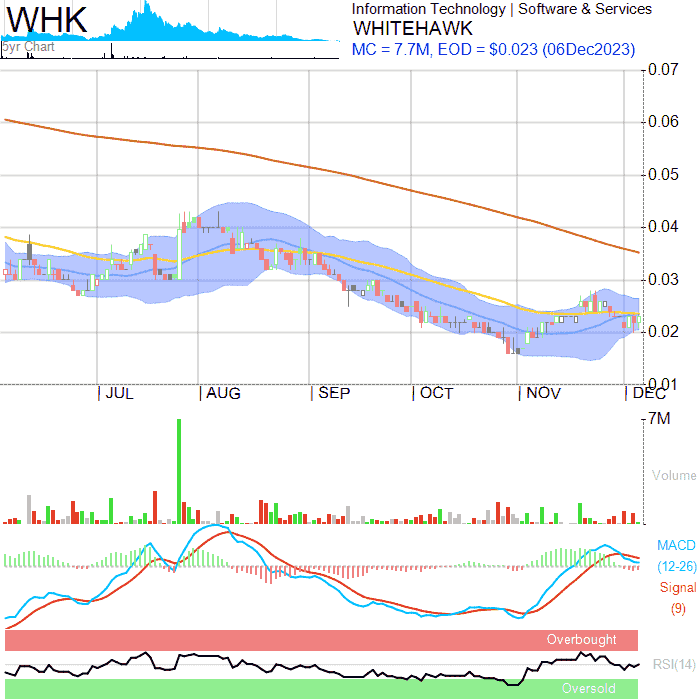 WHK
Information Technology | Software & Services
WHITEHAWK
MC = 7.7M, EOD = $0.023 (06Dec2023)
5yr Chart
0.07
0.06
0.05
0.04
0.03
0.02
0.01
JUL
AUG
SEP
OCT
NOV
DEC
7M
Volume
MACD
(12-26)
Signal
(9)
Overbought
RSI(14)
Oversold